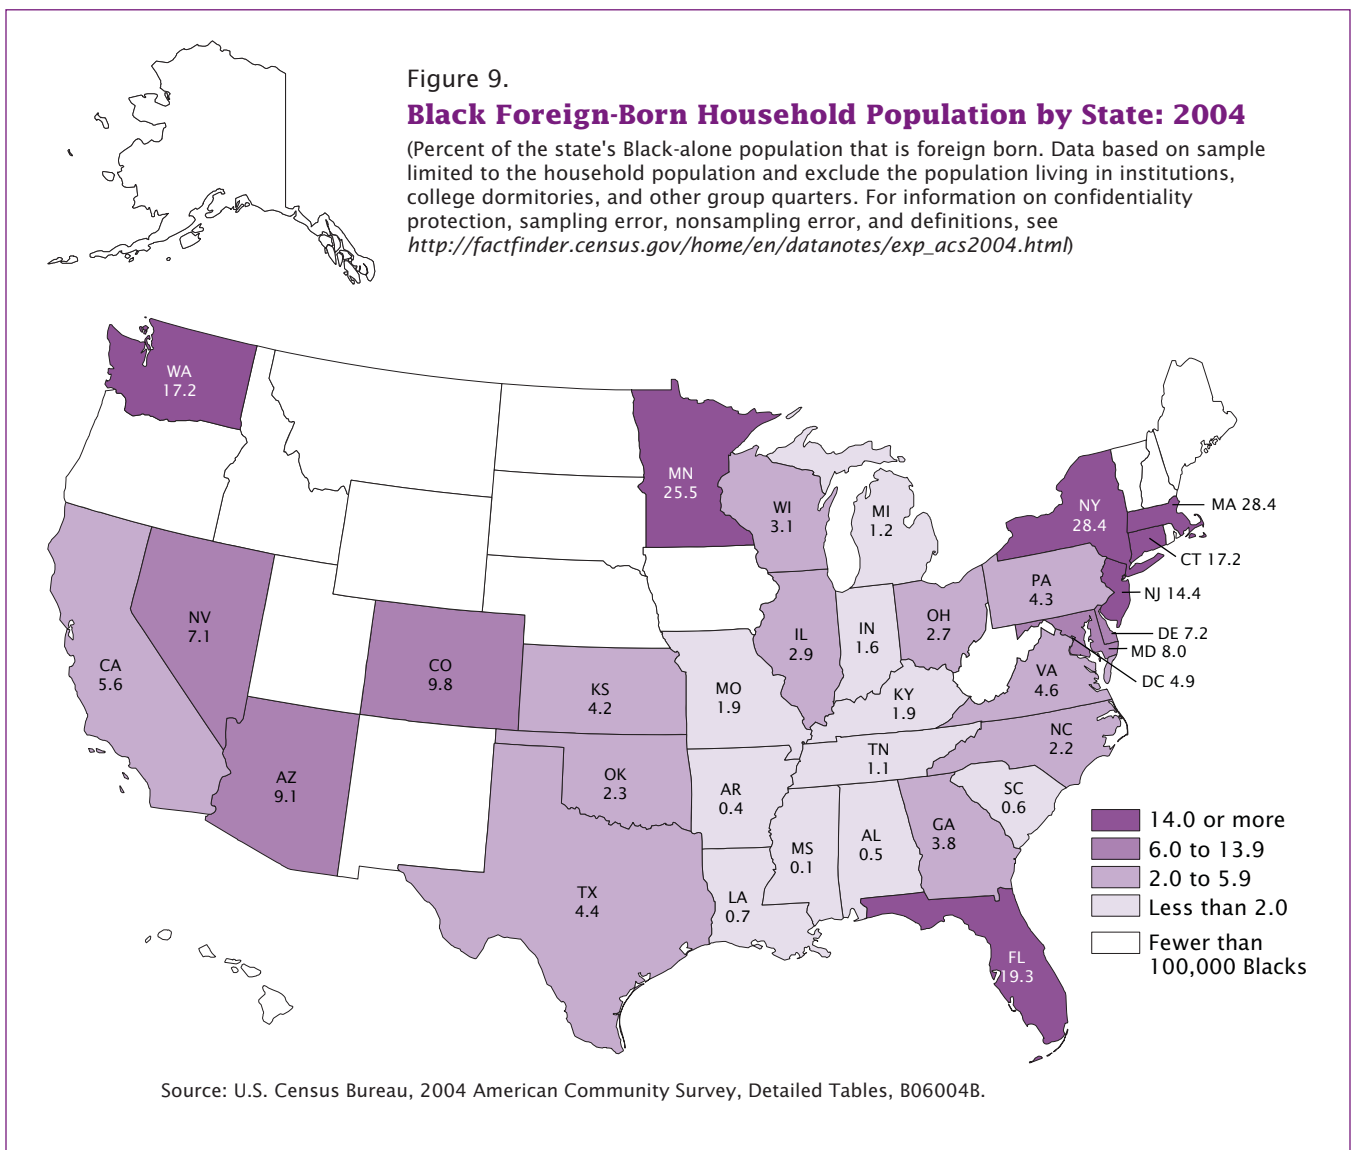 Figure 9.
Black Foreign-Born Household Population by State: 2004
(Percent of the state's Black-alone population that is foreign born. Data based on sample
limited to the household population and exclude the population living in institutions,
college dormitories, and other group quarters. For information on confidentiality
protection, sampling error, nonsampling error, and definitions, see
http://factfinder.census.gov/home/en/datanotes/exp_acs2004.html)
WA
17.2
MN
25.5
WI
3.1
MI
1.2
NY
28.4
MA 28.4
CT 17.2
NJ 14.4
PA
4.3
DE 7.2
MD 8.0
DC 4.9
NV
7.1
CA
5.6
CO
9.8
KS
4.2
MO
1.9
IL
2.9
IN
1.6
OH
2.7
KY
1.9
VA
4.6
NC
2.2
TN
1.1
AZ
9.1
OK
2.3
AR
0.4
SC
0.6
MS
0.1
AL
0.5
GA
3.8
TX
4.4
LA
0.7
FL
19.3
14.0 or more
6.0 to 13.9
2.0 to 5.9
Less than 2.0
Fewer than
100,000 Blacks
Source: U.S. Census Bureau, 2004 American Community Survey, Detailed Tables, B06004B.